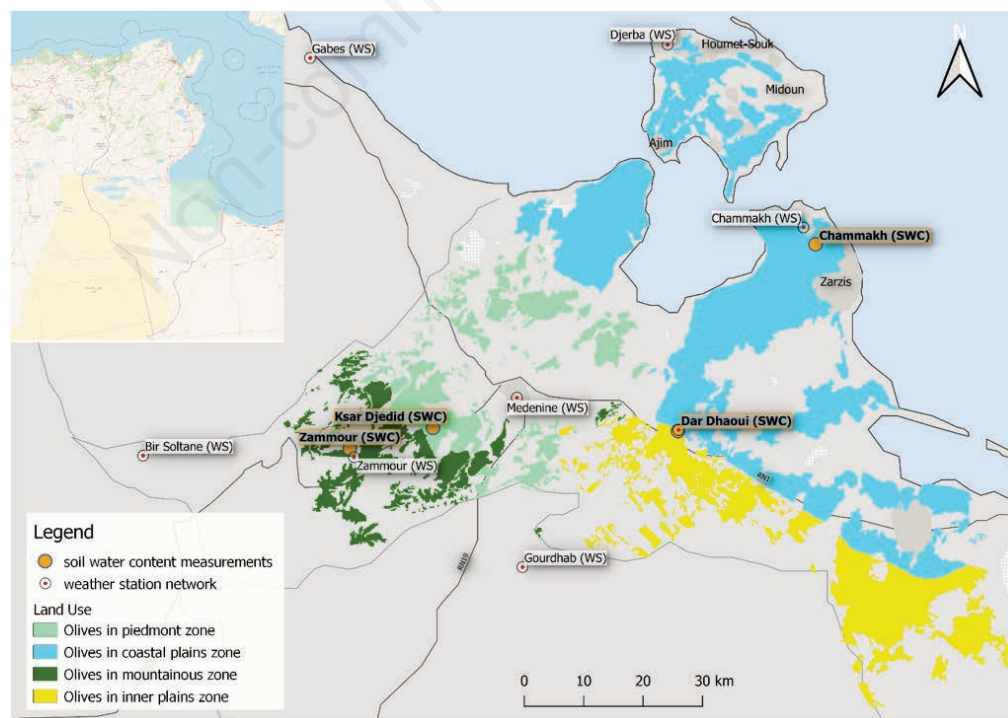 Gabes (WS)
Djerba (WS)
Houmet-Souk
N
Midoun
Ajim
Chammakh (WS)
Chammakh (SWC)
Zarzis
Medenine (WS)
Ksar Djedid (SWC)
Dar Dhaoui (SWC)
Zammour (SWC)
Bir Soltane (WS)
Zammour (WS)
RN1
Gourdhab (WS)
RN19
Legend
soil water content measurements
weather station network
Land Use
Olives in piedmont zone
Olives in coastal plains zone
Olives in mountainous zone
Olives in inner plains zone
0 10 20 30 km
Non-comm